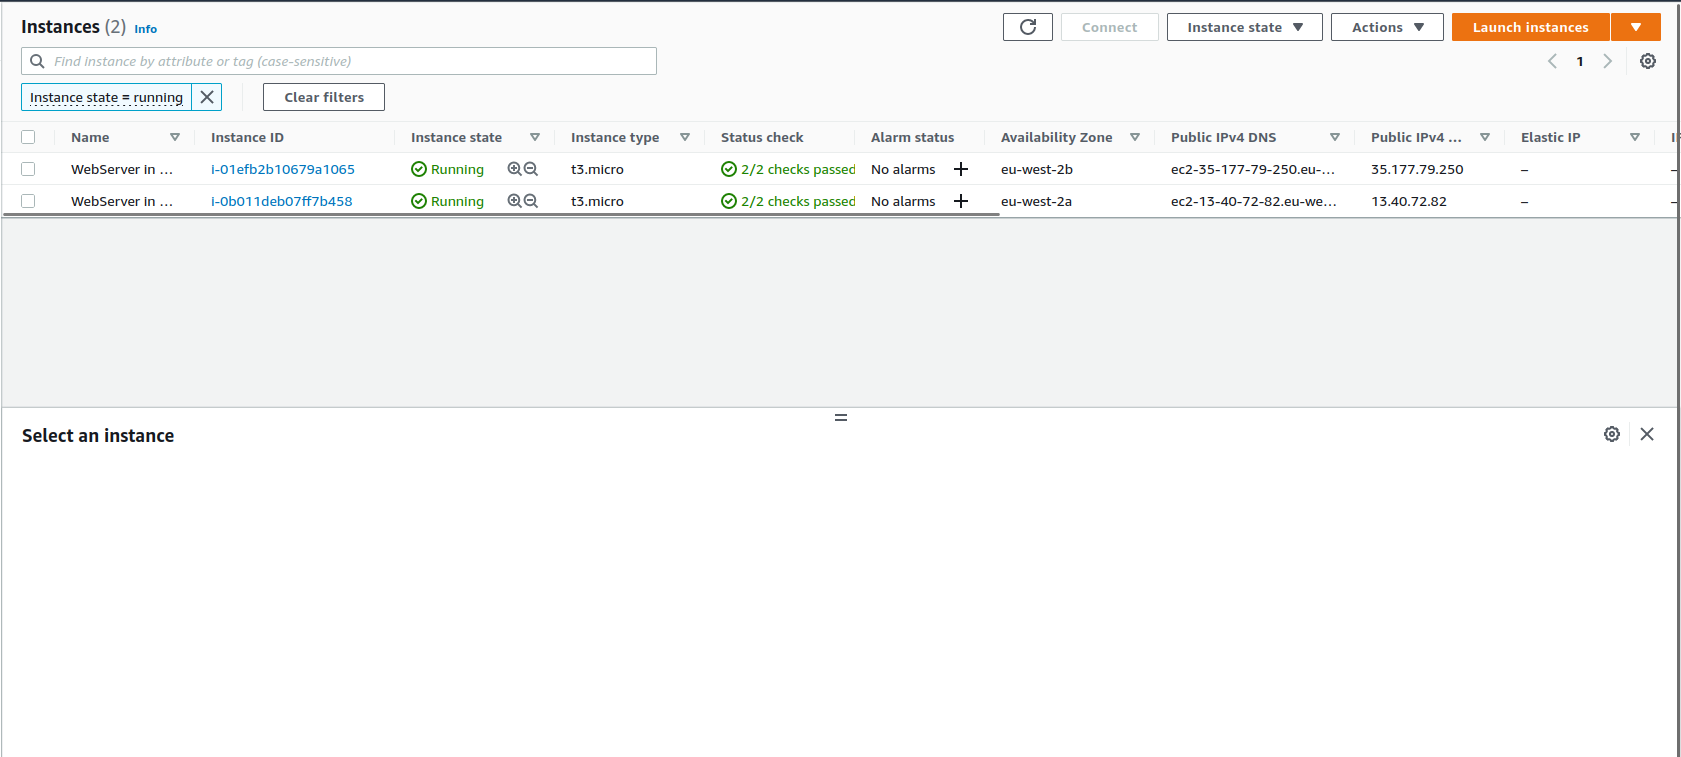 Instances (2) Info
Connect Instance state Actions Launch instances
Find Instance by attribute or tag (case-sensitive)
1
Instance state = running Clear filters
Name Instance ID Instance state Instance type Status check Alarm status Availability Zone Public IPv4 DNS Public IPv4 ... Elastic IP
WebServer in ... i-01efb2b10679a1065 Running t3.micro 2/2 checks passed No alarms + eu-west-2b ec2-35-177-79-250.eu-... 35.177.79.250 –
WebServer in ... i-0b011deb07ff7b458 Running t3.micro 2/2 checks passed No alarms + eu-west-2a ec2-13-40-72-82.eu-we... 13.40.72.82 –
Select an instance